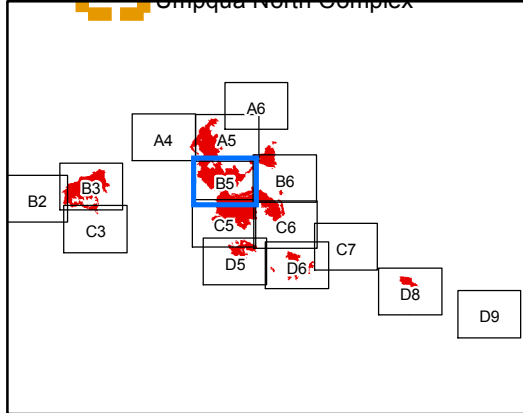 Umpqua North Complex
A6
A4 A5
B3 B5 B6
B2
C3 C5 C6
C7
D5 D6
D8
D9